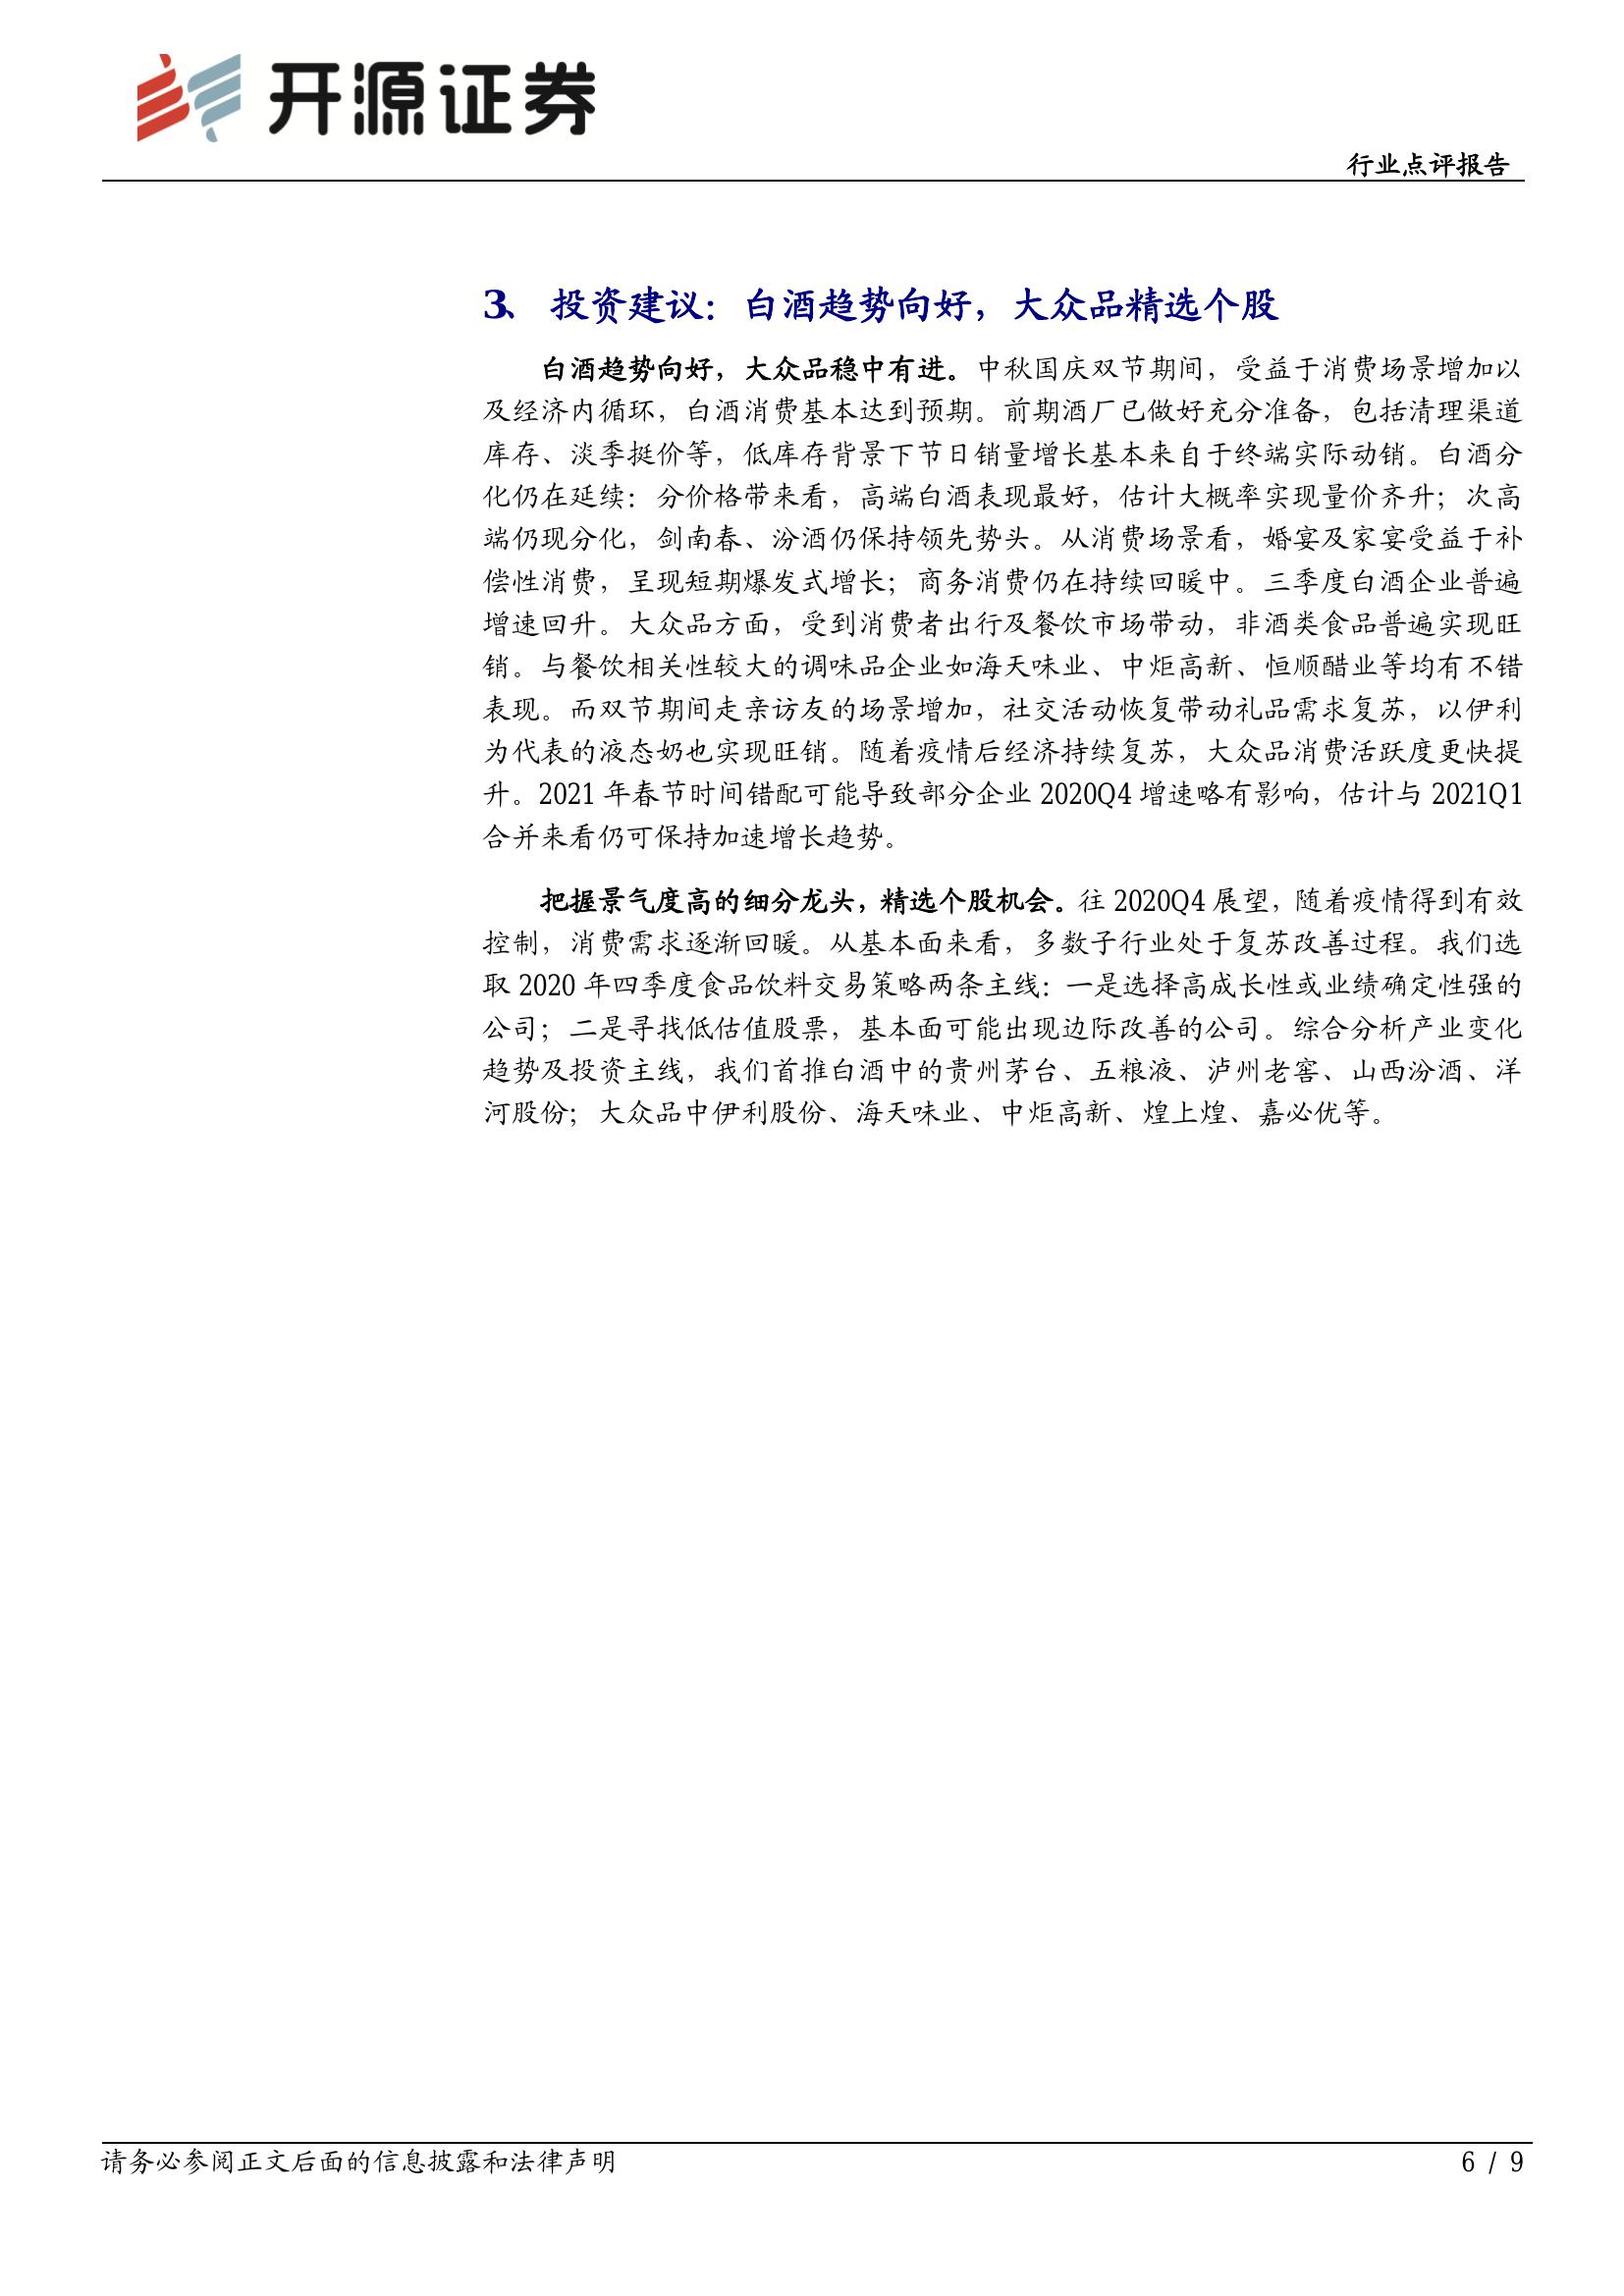 开源证券
行业点评报告
3、 投资建议：白酒趋势向好，大众品精选个股
白酒趋势向好，大众品稳中有进。中秋国庆双节期间，受益于消费场景增加以
及经济内循环，白酒消费基本达到预期。前期酒厂已做好充分准备，包括清理渠道
库存、淡季挺价等，低库存背景下节日销量增长基本来自于终端实际动销。白酒分
化仍在延续：分价格带来看，高端白酒表现最好，估计大概率实现量价齐升；次高
端仍现分化，剑南春、汾酒仍保持领先势头。从消费场景看，婚宴及家宴受益于补
偿性消费，呈现短期爆发式增长；商务消费仍在持续回暖中。三季度白酒企业普遍
增速回升。大众品方面，受到消费者出行及餐饮市场带动，非酒类食品普遍实现旺
销。与餐饮相关性较大的调味品企业如海天味业、中炬高新、恒顺醋业等均有不错
表现。而双节期间走亲访友的场景增加，社交活动恢复带动礼品需求复苏，以伊利
为代表的液态奶也实现旺销。随着疫情后经济持续复苏，大众品消费活跃度更快提
升。2021 年春节时间错配可能导致部分企业 2020Q4 增速略有影响，估计与 2021Q1
合并来看仍可保持加速增长趋势。
把握景气度高的细分龙头，精选个股机会。往 2020Q4 展望，随着疫情得到有效
控制，消费需求逐渐回暖。从基本面来看，多数子行业处于复苏改善过程。我们选
取 2020 年四季度食品饮料交易策略两条主线：一是选择高成长性或业绩确定性强的
公司；二是寻找低估值股票，基本面可能出现边际改善的公司。综合分析产业变化
趋势及投资主线，我们首推白酒中的贵州茅台、五粮液、泸州老窖、山西汾酒、洋
河股份；大众品中伊利股份、海天味业、中炬高新、煌上煌、嘉必优等。
请务必参阅正文后面的信息披露和法律声明
6 / 9